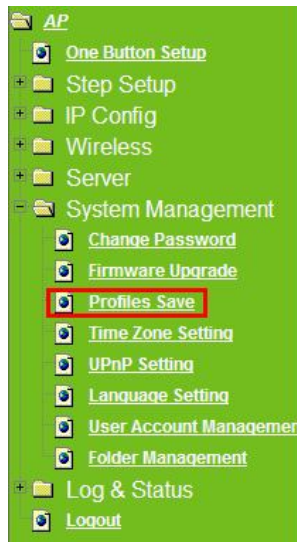 AP
One Button Setup
Step Setup
IP Config
Wireless
Server
System Management
Change Password
Firmware Upgrade
Profiles Save
Time Zone Setting
UPnP Setting
Language Setting
User Account Managemen
Folder Management
Log & Status
Logout